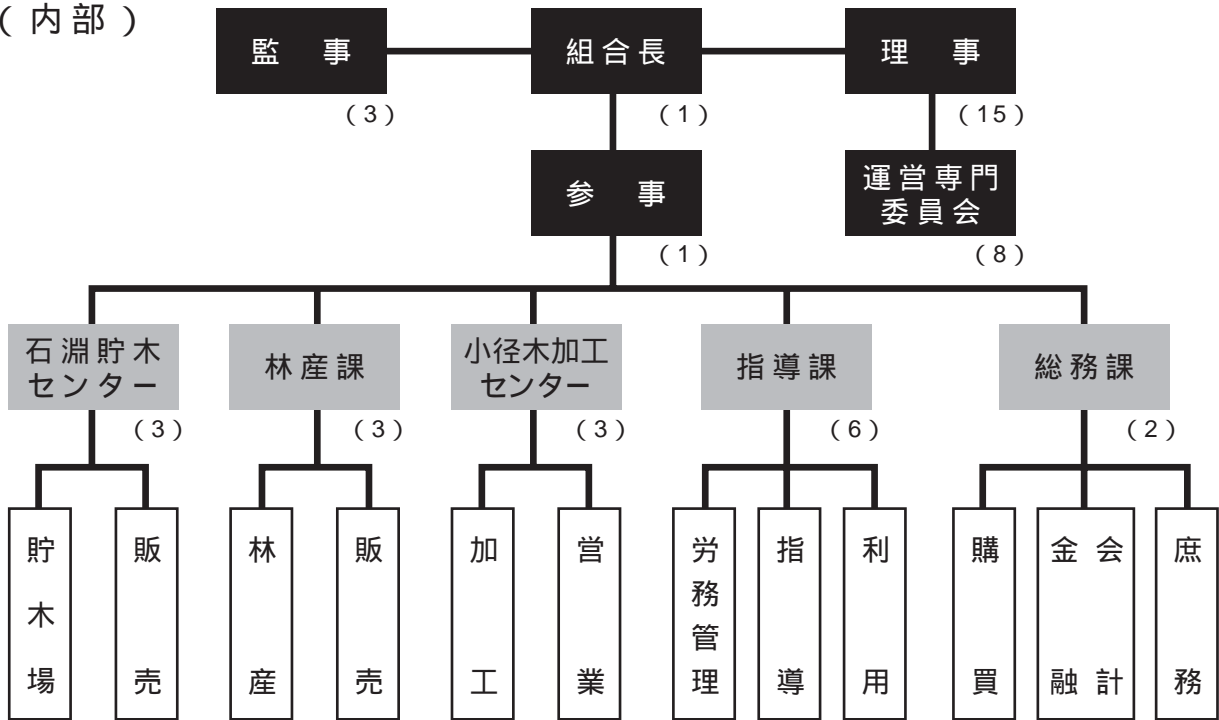 (内部)
監事
組合長
理事
(3)
(1)
(15)
参事
運営専門
委員会
(1)
(8)
石淵貯木
センター
林産課
小径木加工
センター
指導課
総務課
(3)
(3)
(3)
(6)
(2)
貯木場
販売
林産
販売
加工
営業
労務管理
指導
利用
購買
会計
金融
庶務